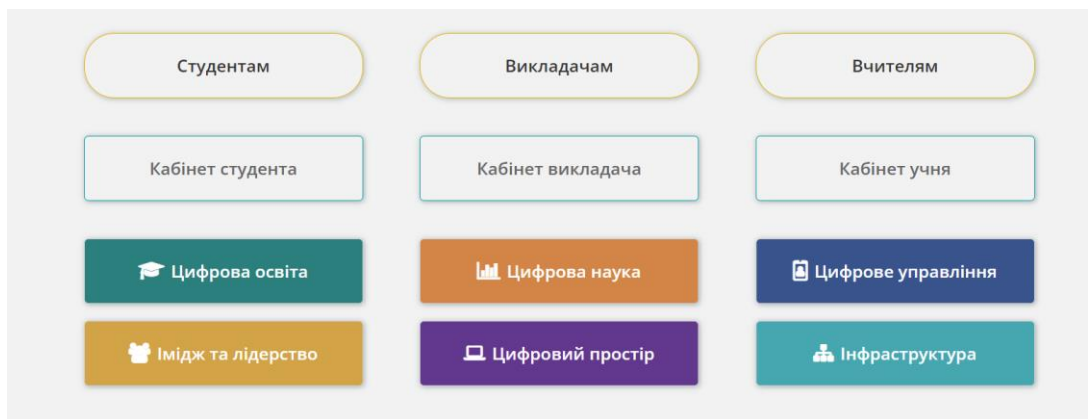 Студентам
Викладачам
Вчителям
Кабінет студента
Кабінет викладача
Кабінет учня
Цифрова освіта
Цифрова наука
Цифрове управління
Імідж та лідерство
Цифровий простір
Інфраструктура